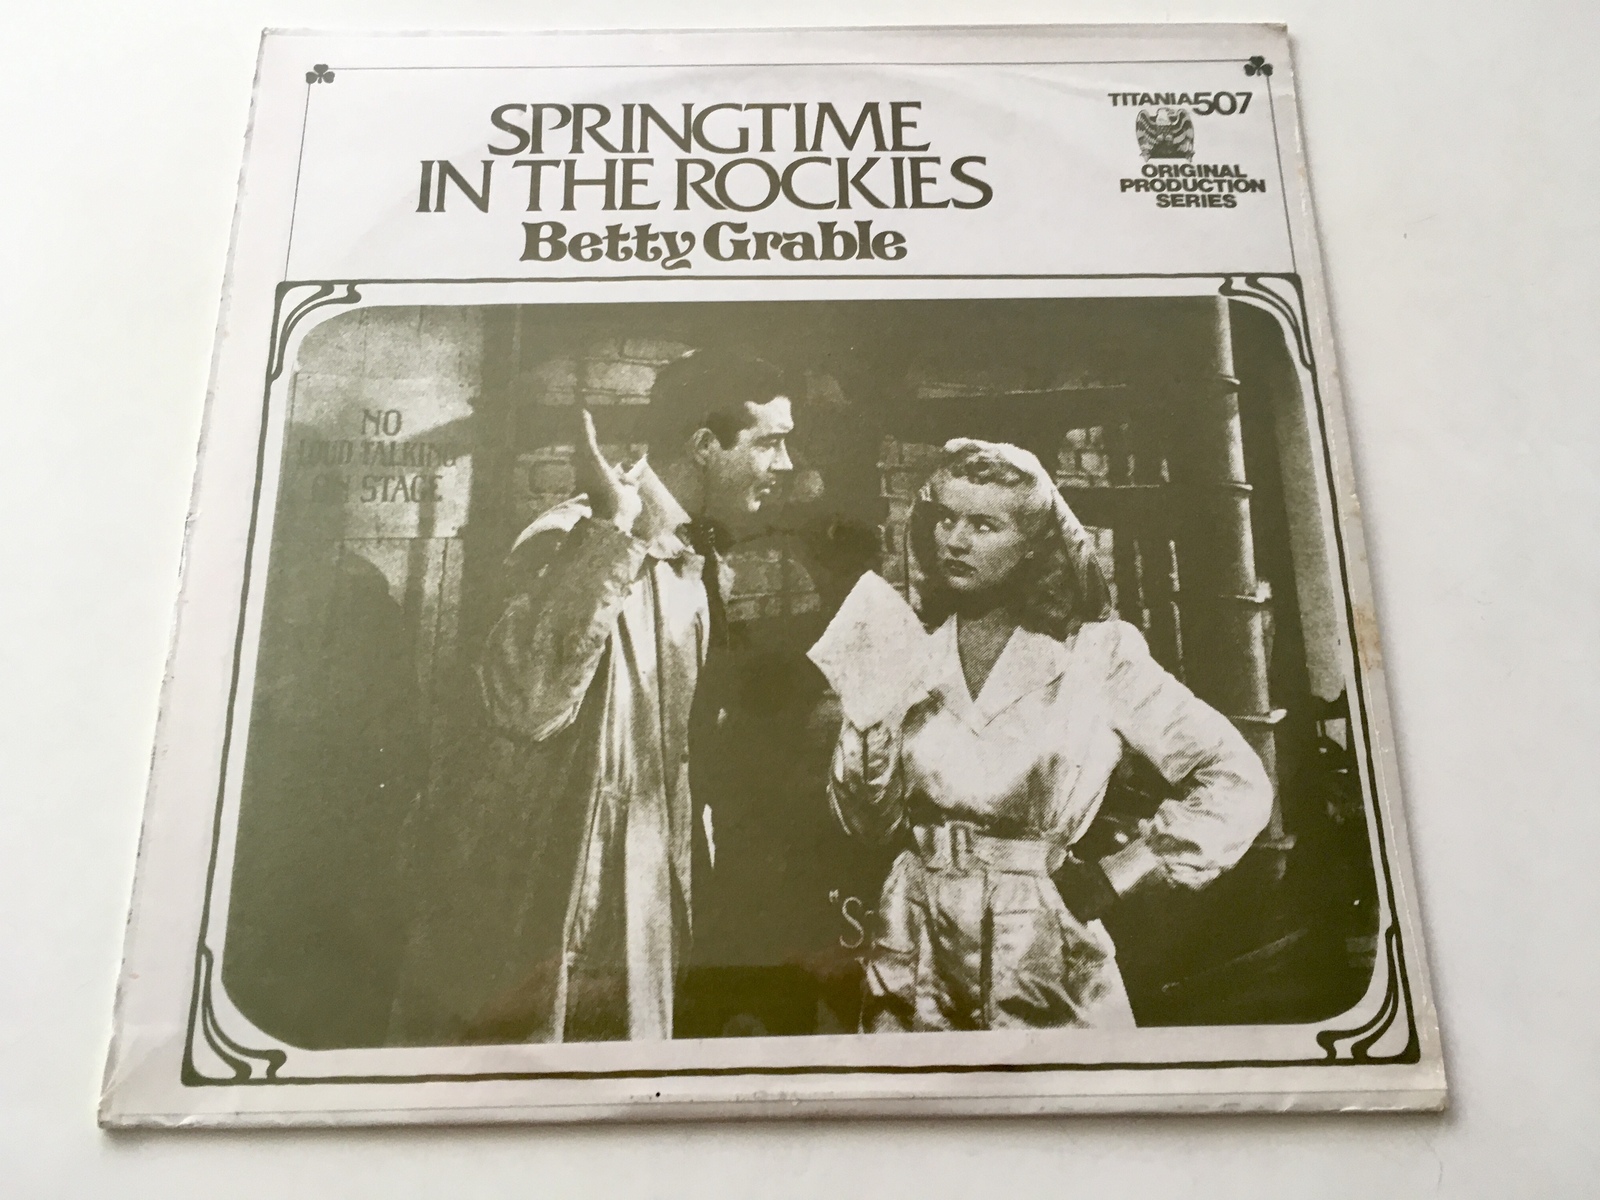 SPRINGTIME
IN THE ROCKIES
Betty Grable
TITANIA 507
ORIGINAL
PRODUCTION
SERIES
NO
LOUD TALKING
ON STAGE
"S